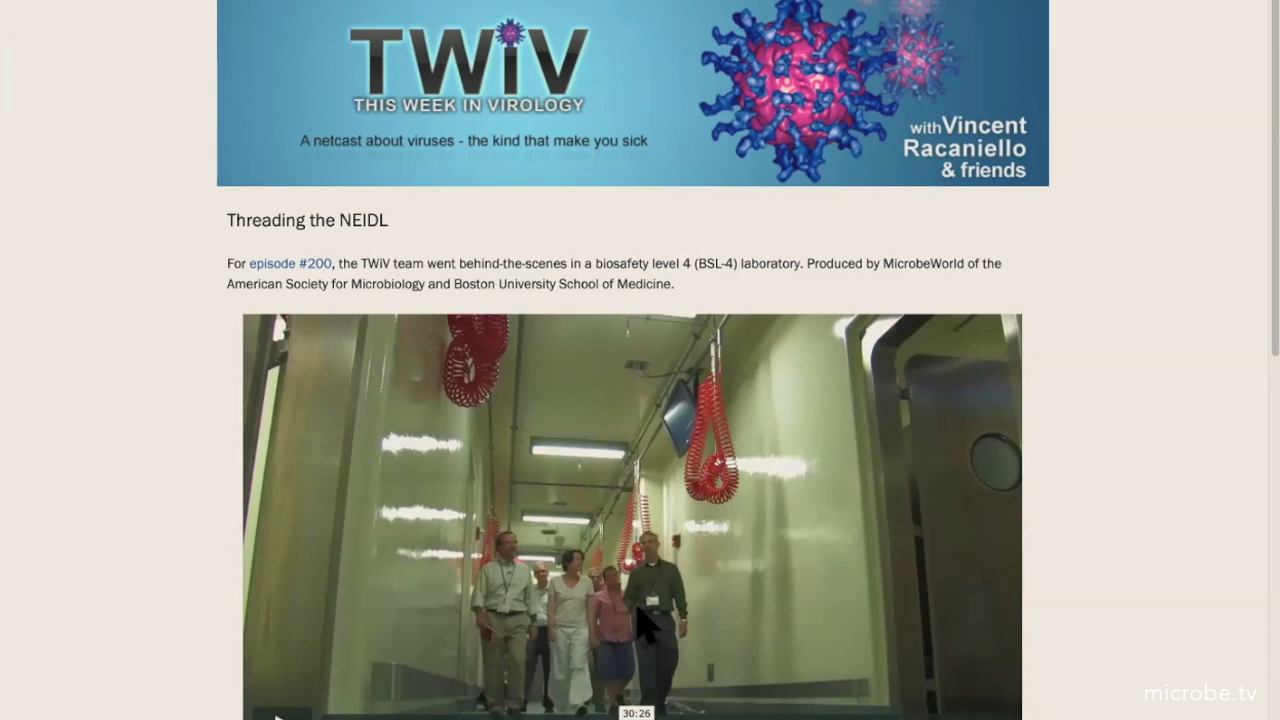 TWiV
THIS WEEK IN VIROLOGY
A netcast about viruses - the kind that make you sick
with Vincent
Racaniello
& friends
Threading the NEIDL
For episode #200, the TWiV team went behind-the-scenes in a biosafety level 4 (BSL-4) laboratory. Produced by MicrobeWorld of the
American Society for Microbiology and Boston University School of Medicine.
30:26
microbe.tv